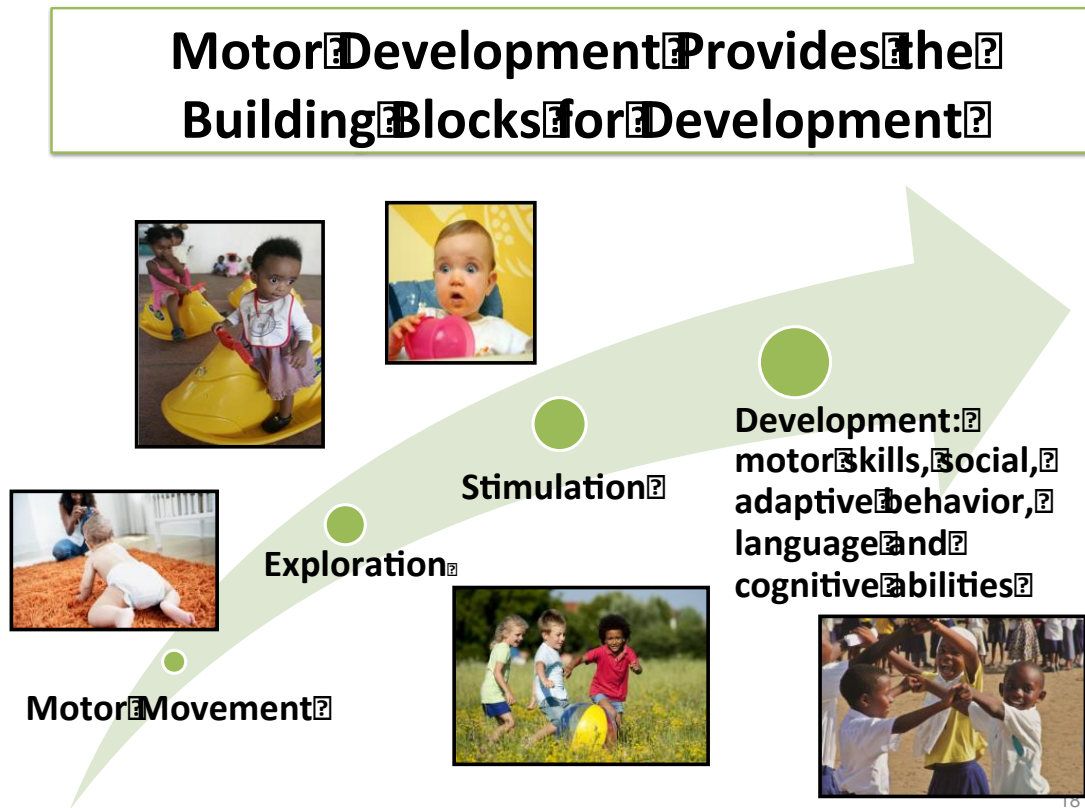 Motor Development Provides the
Building Blocks for Development
Stimulation
Exploration
Motor Movement
Development:
motor skills, social,
adaptive behavior,
language and
cognitive abilities
18